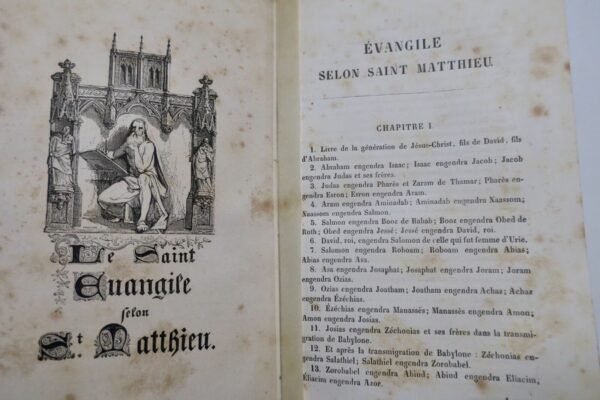 Le Saint
Euangile
selon
St. Matthieu.
ÉVANGILE
SELON SAINT MATTHIEU
CHAPITRE I
1. Livre de la génération de Jésus-Christ, fils de David, fils
d'Abraham.
2. Abraham engendra Isaac; Isaac engendra Jacob; Jacob
engendra Judas et ses frères.
3. Judas engendra Pharès et Zaram de Thamar; Pharès en-
gendra Esron; Esron engendra Aram.
4. Aram engendra Aminadab; Aminadab engendra Naassom;
Naassom engendra Salmon.
5. Salmon engendra Booz de Rahab; Booz engendra Obed de
Ruth; Obed engendra Jessé; Jessé engendra David.
6. David, roi, engendra Salomon de celle qui fut femme d'Urie.
7. Salomon engendra Roboam; Roboam engendra Abias;
Abias engendra Asa.
8. Asa engendra Josaphat; Josaphat engendra Joram; Joram
engendra Ozias.
9. Ozias engendra Joatham; Joatham engendra Achaz; Achaz
engendra Ézéchias.
10. Ézéchias engendra Manassès; Manassès engendra Amon;
Amon engendra Josias.
11. Josias engendra Zéchonias et ses frères dans la transmi-
gration de Babylone.
12. Et après la transmigration de Babylone: Zéchonias en-
gendra Salathiel; Salathiel engendra Zorobabel.
13. Zorobabel engendra Abiud; Abiud engendra Eliacim,
Éliacim engendra Azor.